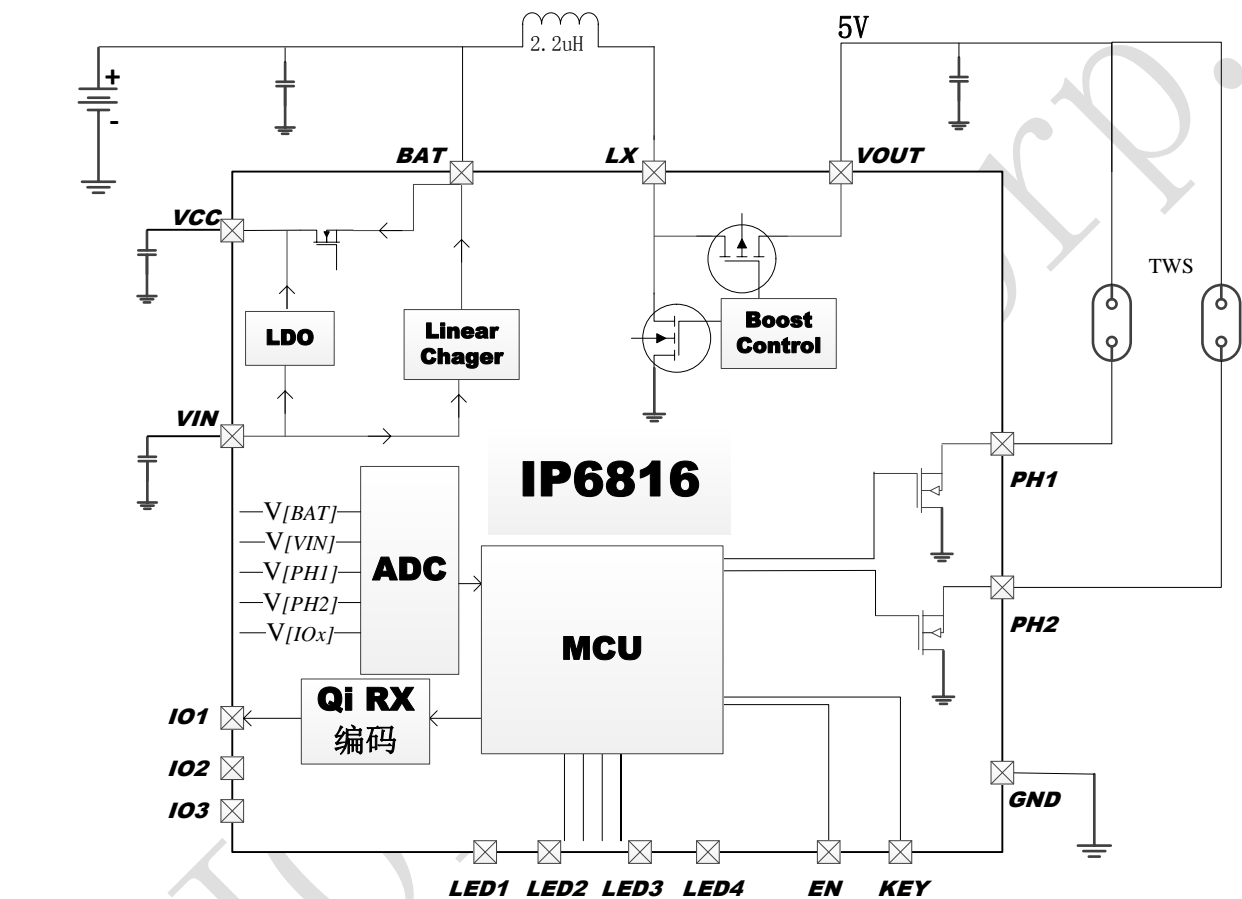 5V
2.2uH
+
-
BAT
LX
VOUT
VCC
TWS
LDO
Linear
Chager
Boost
Control
VIN
IP6816
PH1
V[BAT]
V[VIN]
V[PH1]
V[PH2]
V[IOx]
ADC
MCU
PH2
Qi RX
编码
IO1
IO2
IO3
GND
LED1
LED2
LED3
LED4
EN
KEY